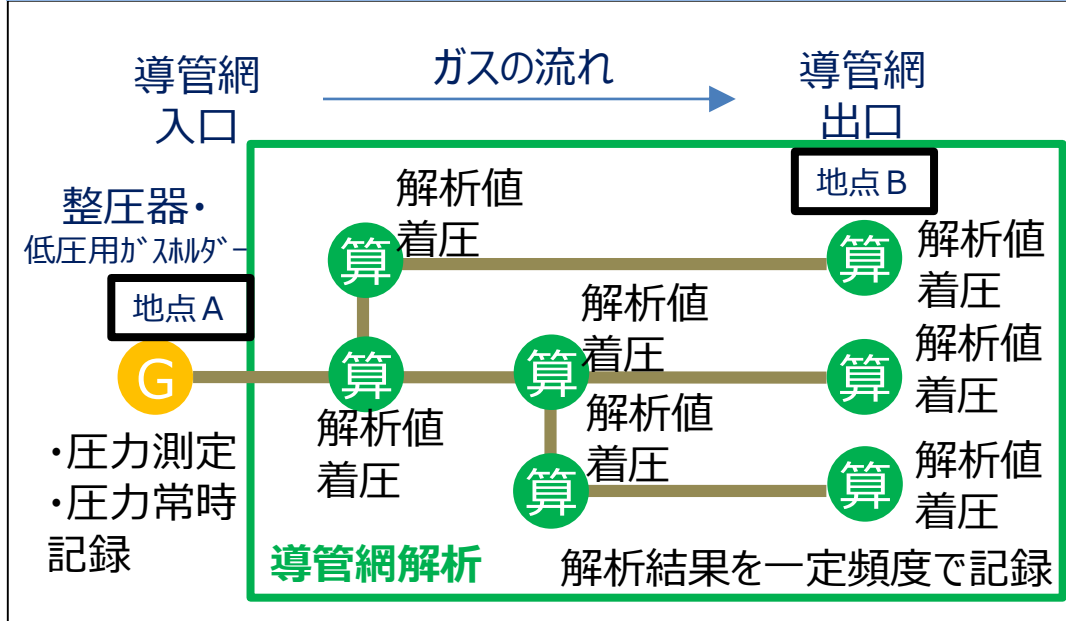 導管網
入口
ガスの流れ
導管網
出口
整圧器・
低圧用ガスホルダー
地点A
地点B
G
・圧力測定
・圧力常時
記録
算
解析値
着圧
算
解析値
着圧
算
解析値
着圧
算
解析値
着圧
算
解析値
着圧
算
解析値
着圧
算
解析値
着圧
導管網解析
解析結果を一定頻度で記録